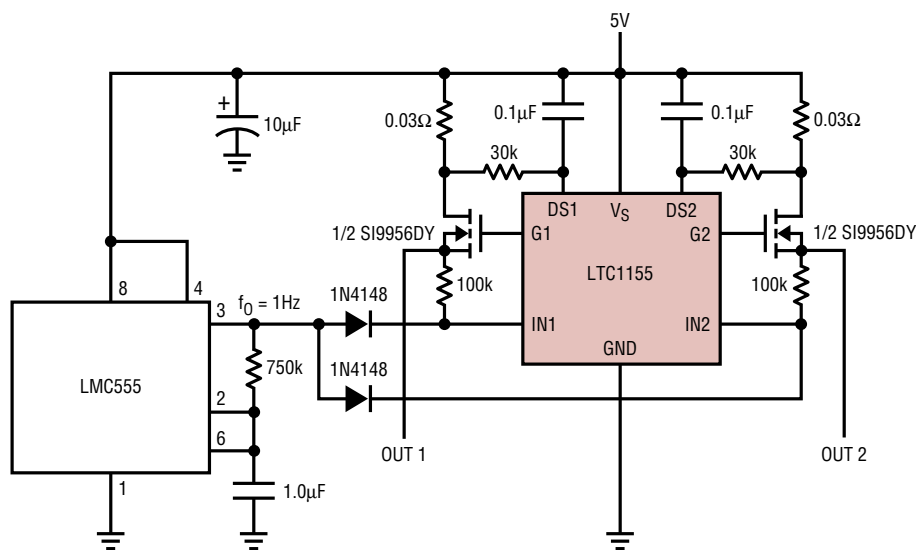 5V
+
10µF
0.03Ω
0.1µF
0.1µF
0.03Ω
30k
30k
DS1
VS
DS2
1/2 SI9956DY
G1
G2
1/2 SI9956DY
LTC1155
8
4
100k
100k
3
fO = 1Hz
1N4148
IN1
IN2
GND
750k
1N4148
LMC555
2
6
OUT 1
OUT 2
1
1.0µF